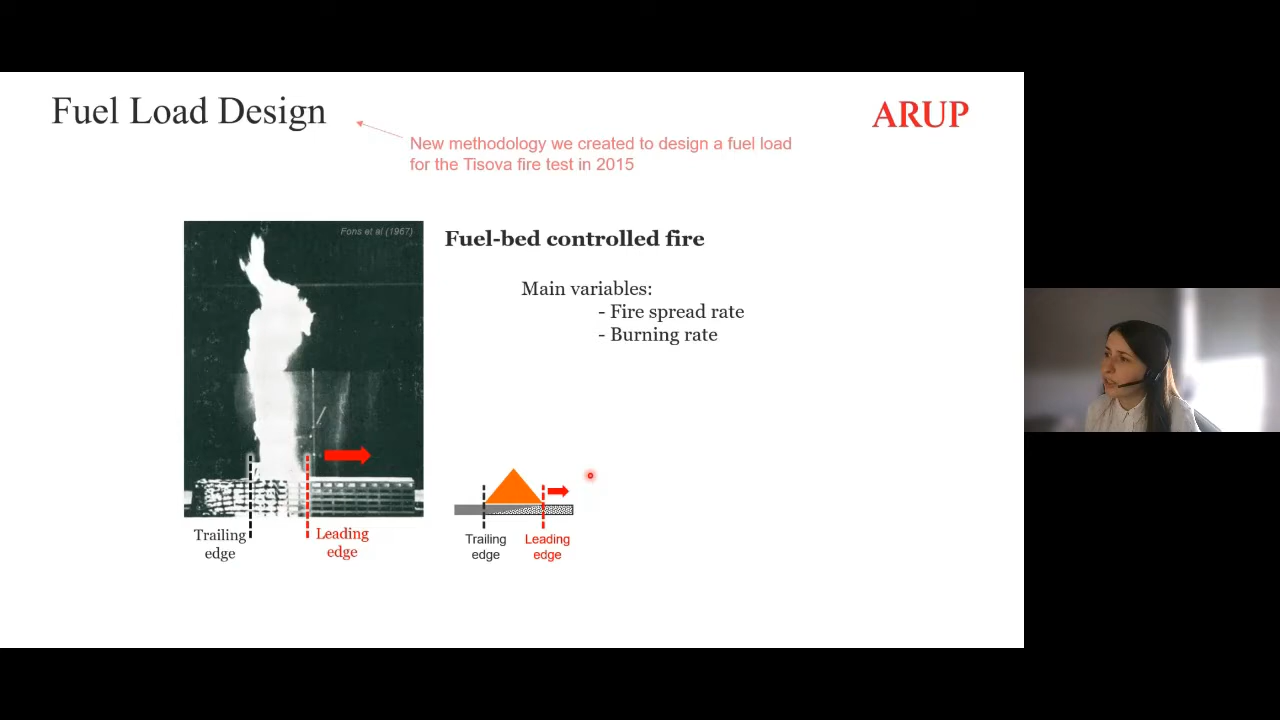 Fuel Load Design
ARUP
New methodology we created to design a fuel load
for the Tisova fire test in 2015
Fons et al (1967)
Fuel-bed controlled fire
Main variables:
- Fire spread rate
- Burning rate
Trailing
edge
Leading
edge
Trailing
edge
Leading
edge